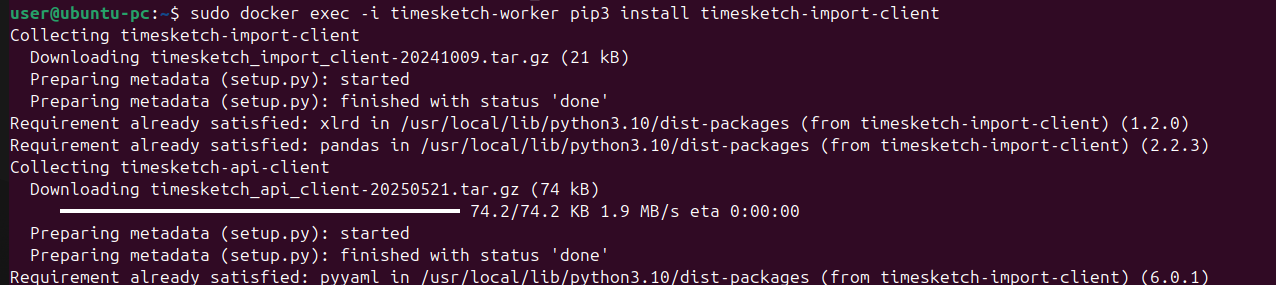 user@ubuntu-pc:~$ sudo docker exec -i timesketch-worker pip3 install timesketch-import-client
Collecting timesketch-import-client
  Downloading timesketch_import_client-20241009.tar.gz (21 kB)
  Preparing metadata (setup.py): started
  Preparing metadata (setup.py): finished with status 'done'
Requirement already satisfied: xlrd in /usr/local/lib/python3.10/dist-packages (from timesketch-import-client) (1.2.0)
Requirement already satisfied: pandas in /usr/local/lib/python3.10/dist-packages (from timesketch-import-client) (2.2.3)
Collecting timesketch-api-client
  Downloading timesketch_api_client-20250521.tar.gz (74 kB)
74.2/74.2 KB 1.9 MB/s eta 0:00:00
  Preparing metadata (setup.py): started
  Preparing metadata (setup.py): finished with status 'done'
Requirement already satisfied: pyyaml in /usr/local/lib/python3.10/dist-packages (from timesketch-import-client) (6.0.1)